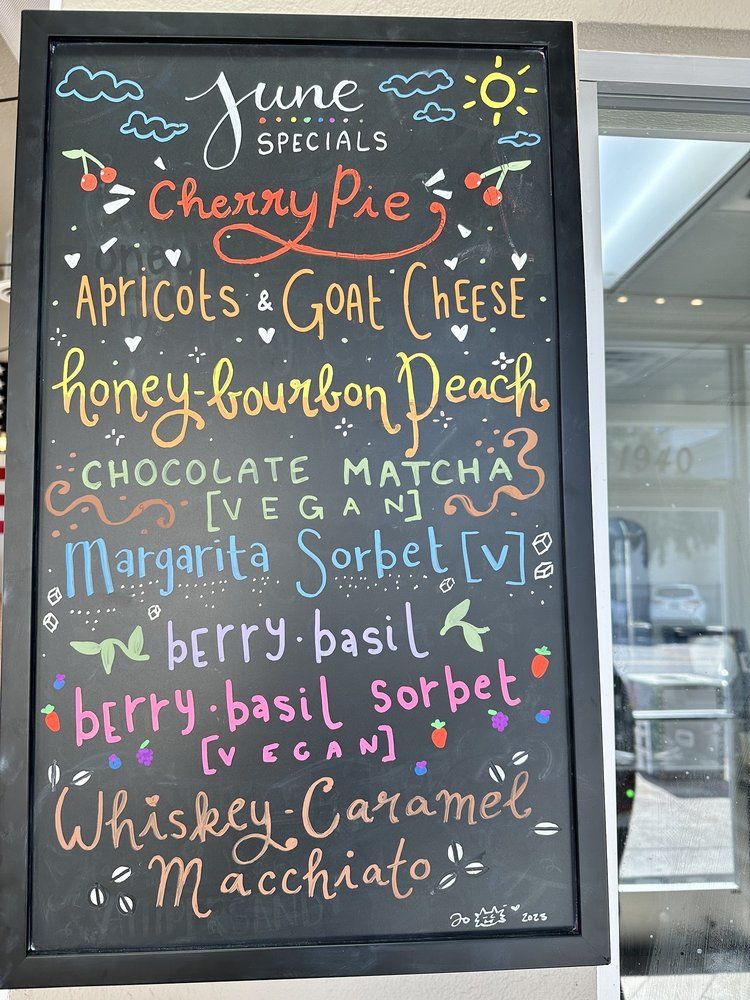 June
SPECIALS
Cherry Pie
Apricots & Goat Cheese
honey-bourbon Peach
CHOCOLATE MATCHA
[VEGAN]
Margarita Sorbet [V]
berry·basil
berry·basil sorbet
[VEGAN]
Whiskey-Caramel
Macchiato
Jo
2023
1940